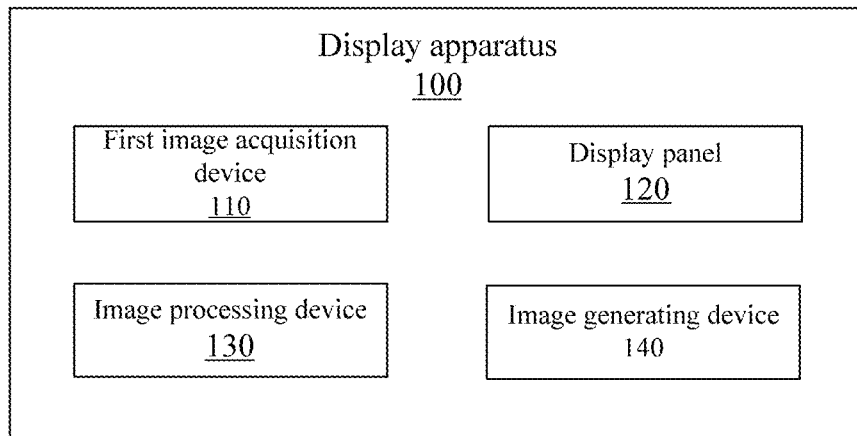 Display apparatus
100
First image acquisition
device
110
Display panel
120
Image processing device
130
Image generating device
140